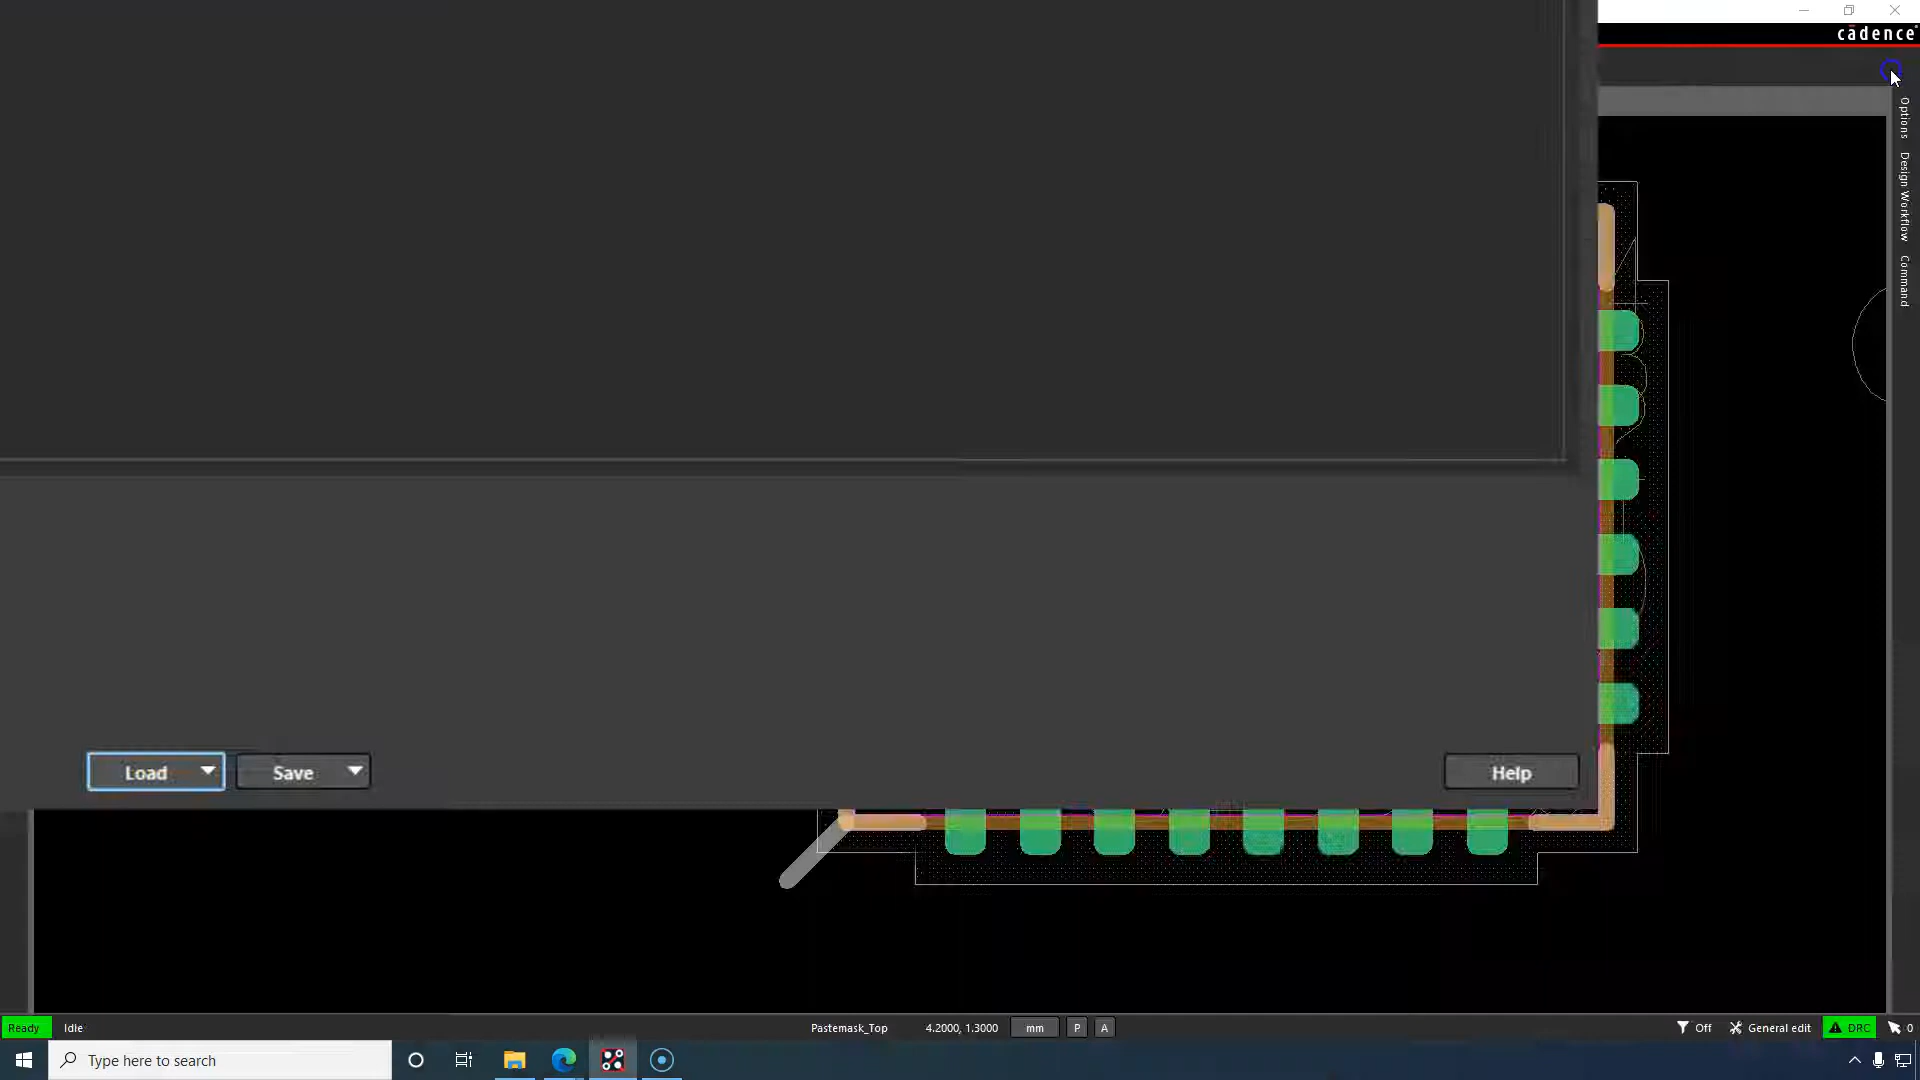 cādence
Options
Design Workflow
Command
Load
Save
Help
Ready
Idle
Pastemask_Top
4.2000, 1.3000
mm
P
A
Off
General edit
DRC
0
Type here to search